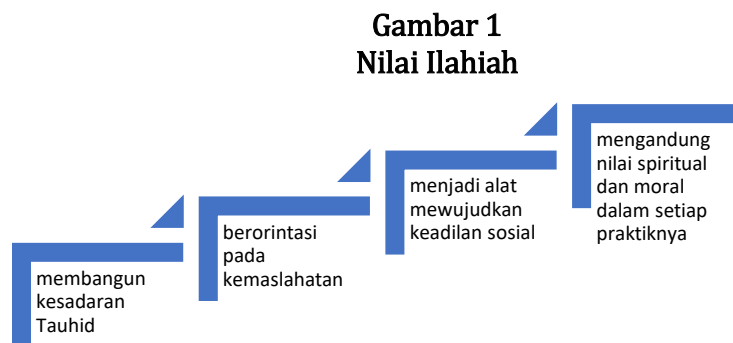 Gambar 1
Nilai Ilahiah
membangun
kesadaran
Tauhid
berorintasi
pada
kemaslahatan
menjadi alat
mewujudkan
keadilan sosial
mengandung
nilai spiritual
dan moral
dalam setiap
praktiknya